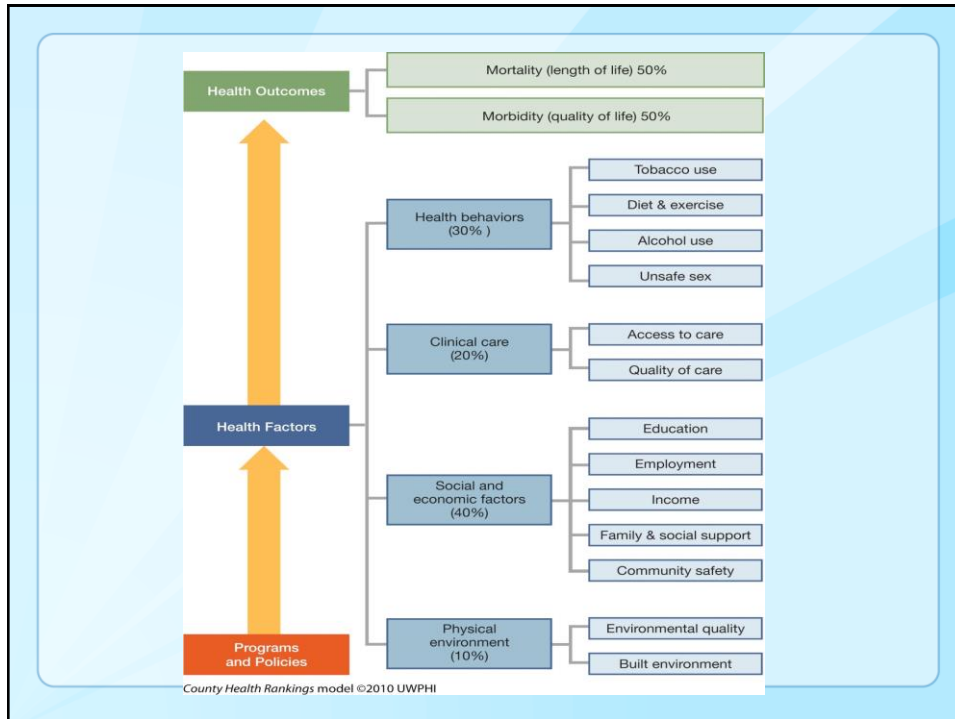 Health Outcomes
Mortality (length of life) 50%
Morbidity (quality of life) 50%
Health Factors
Health behaviors
(30% )
Tobacco use
Diet & exercise
Alcohol use
Unsafe sex
Clinical care
(20%)
Access to care
Quality of care
Social and
economic factors
(40%)
Education
Employment
Income
Family & social support
Community safety
Physical
environment
(10%)
Environmental quality
Built environment
Programs
and Policies
County Health Rankings model ©2010 UWPHI